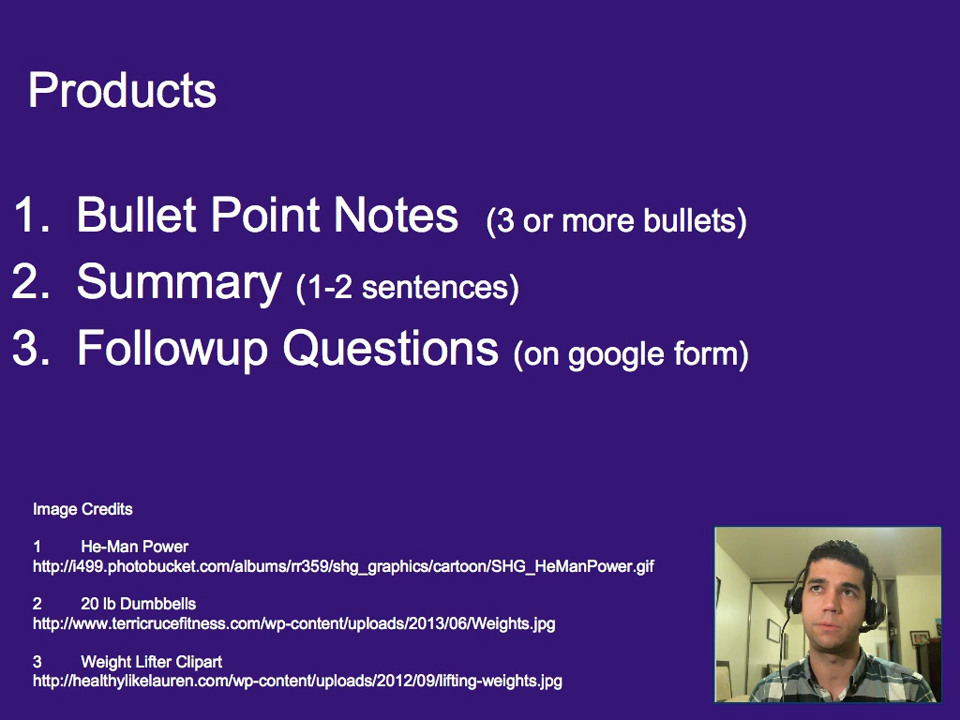 Products
1. Bullet Point Notes (3 or more bullets)
2. Summary (1-2 sentences)
3. Followup Questions (on google form)
Image Credits
1 He-Man Power
http://i499.photobucket.com/albums/rr359/shg_graphics/cartoon/SHG_HeManPower.gif
2 20 lb Dumbbells
http://www.terricrucefitness.com/wp-content/uploads/2013/06/Weights.jpg
3 Weight Lifter Clipart
http://healthylikelauren.com/wp-content/uploads/2012/09/lifting-weights.jpg